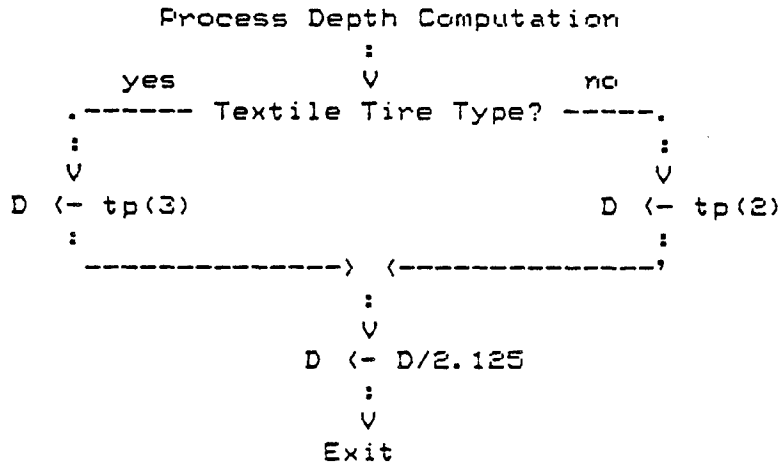 Process Depth Computation
:
V
yes no
.------ Textile Tire Type? -----.
: :
V V
D <- tp(3) D <- tp(2)
: :
---------------> <---------------'
:
V
D <- D/2.125
:
V
Exit